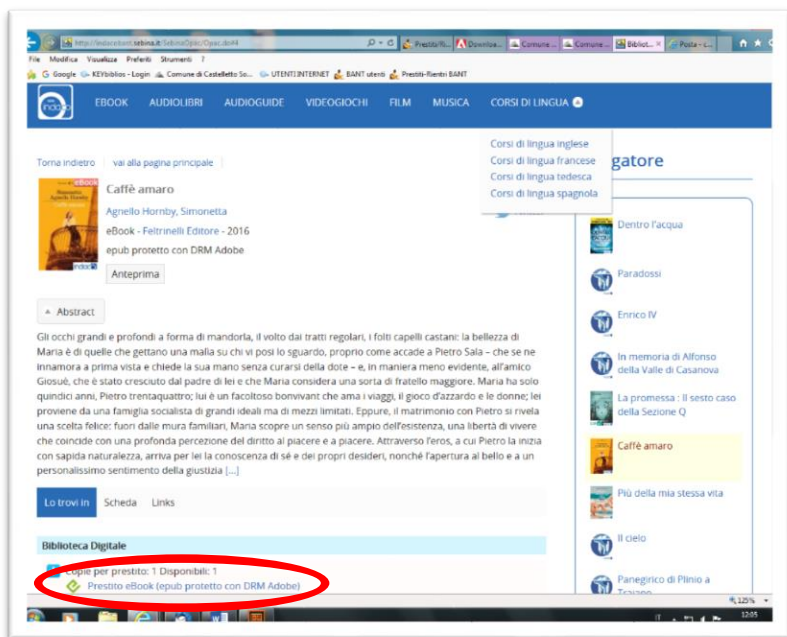 http://indacobant.sebina.it/SebinaOpac/Opac.do#4
Prestiti/Ri...
Downloa...
Comune ...
Comune ...
Bibliot...
Posta - c...
File Modifica Visualizza Preferiti Strumenti ?
Google
KEYbiblios - Login
Comune di Castelletto So...
UTENTI INTERNET
BANT utenti
Prestiti-Rientri BANT
indaco
EBOOK AUDIOLIBRI AUDIOGUIDE VIDEOGIOCHI FILM MUSICA CORSI DI LINGUA
Corsi di lingua inglese
Corsi di lingua francese
Corsi di lingua tedesca
Corsi di lingua spagnola
Torna indietro
vai alla pagina principale
gatore
eBook
Simonetta
Agnello Hornby
Caffè amaro
indaco
Caffè amaro
Agnello Hornby, Simonetta
eBook - Feltrinelli Editore - 2016
epub protetto con DRM Adobe
Anteprima
Abstract
Gli occhi grandi e profondi a forma di mandorla, il volto dai tratti regolari, i folti capelli castani: la bellezza di
Maria è di quelle che gettano una malìa su chi vi posi lo sguardo, proprio come accade a Pietro Sala – che se ne
innamora a prima vista e chiede la sua mano senza curarsi della dote – e, in maniera meno evidente, all'amico
Giosuè, che è stato cresciuto dal padre di lei e che Maria considera una sorta di fratello maggiore. Maria ha solo
quindici anni, Pietro trentaquattro; lui è un facoltoso bonvivant che ama i viaggi, il gioco d'azzardo e le donne; lei
proviene da una famiglia socialista di grandi ideali ma di mezzi limitati. Eppure, il matrimonio con Pietro si rivela
una scelta felice: fuori dalle mura familiari, Maria scopre un senso più ampio dell'esistenza, una libertà di vivere
che coincide con una profonda percezione del diritto al piacere e a piacere. Attraverso l'eros, a cui Pietro la inizia
con sapida naturalezza, arriva per lei la conoscenza di sé e dei propri desideri, nonché l'apertura al bello e a un
personalissimo sentimento della giustizia [...]
Lo trovi in
Scheda
Links
Biblioteca Digitale
Copie per prestito: 1 Disponibili: 1
Prestito eBook (epub protetto con DRM Adobe)
Dentro l'acqua
Paradossi
Enrico IV
In memoria di Alfonso
della Valle di Casanova
La promessa : Il sesto caso
della Sezione Q
Caffè amaro
Più della mia stessa vita
Il cielo
Panegirico di Plinio a
Traiano
125%
IT
12:05